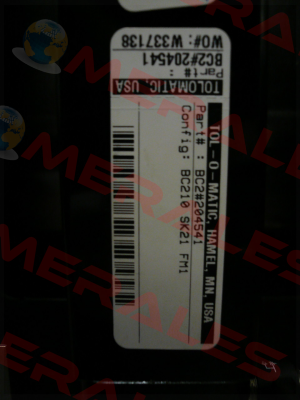 TOLOMATIC, USA
Part# :
BC2#204541
WO#: W337138
TOL-O-MATIC, HAMEL, MN, USA
Part# : BC2#204541
Config: BC210 SK21 FM1